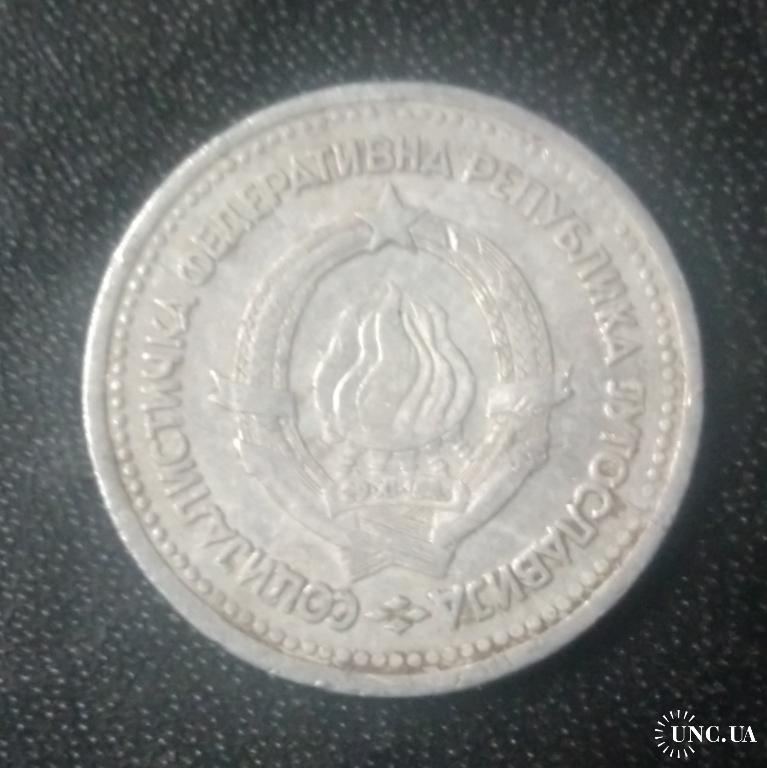 СОЦИЈАЛИСТИЧКА ФЕДЕРАТИВНА РЕПУБЛИКА ЈУГОСЛАВИЈА
UNC.UA